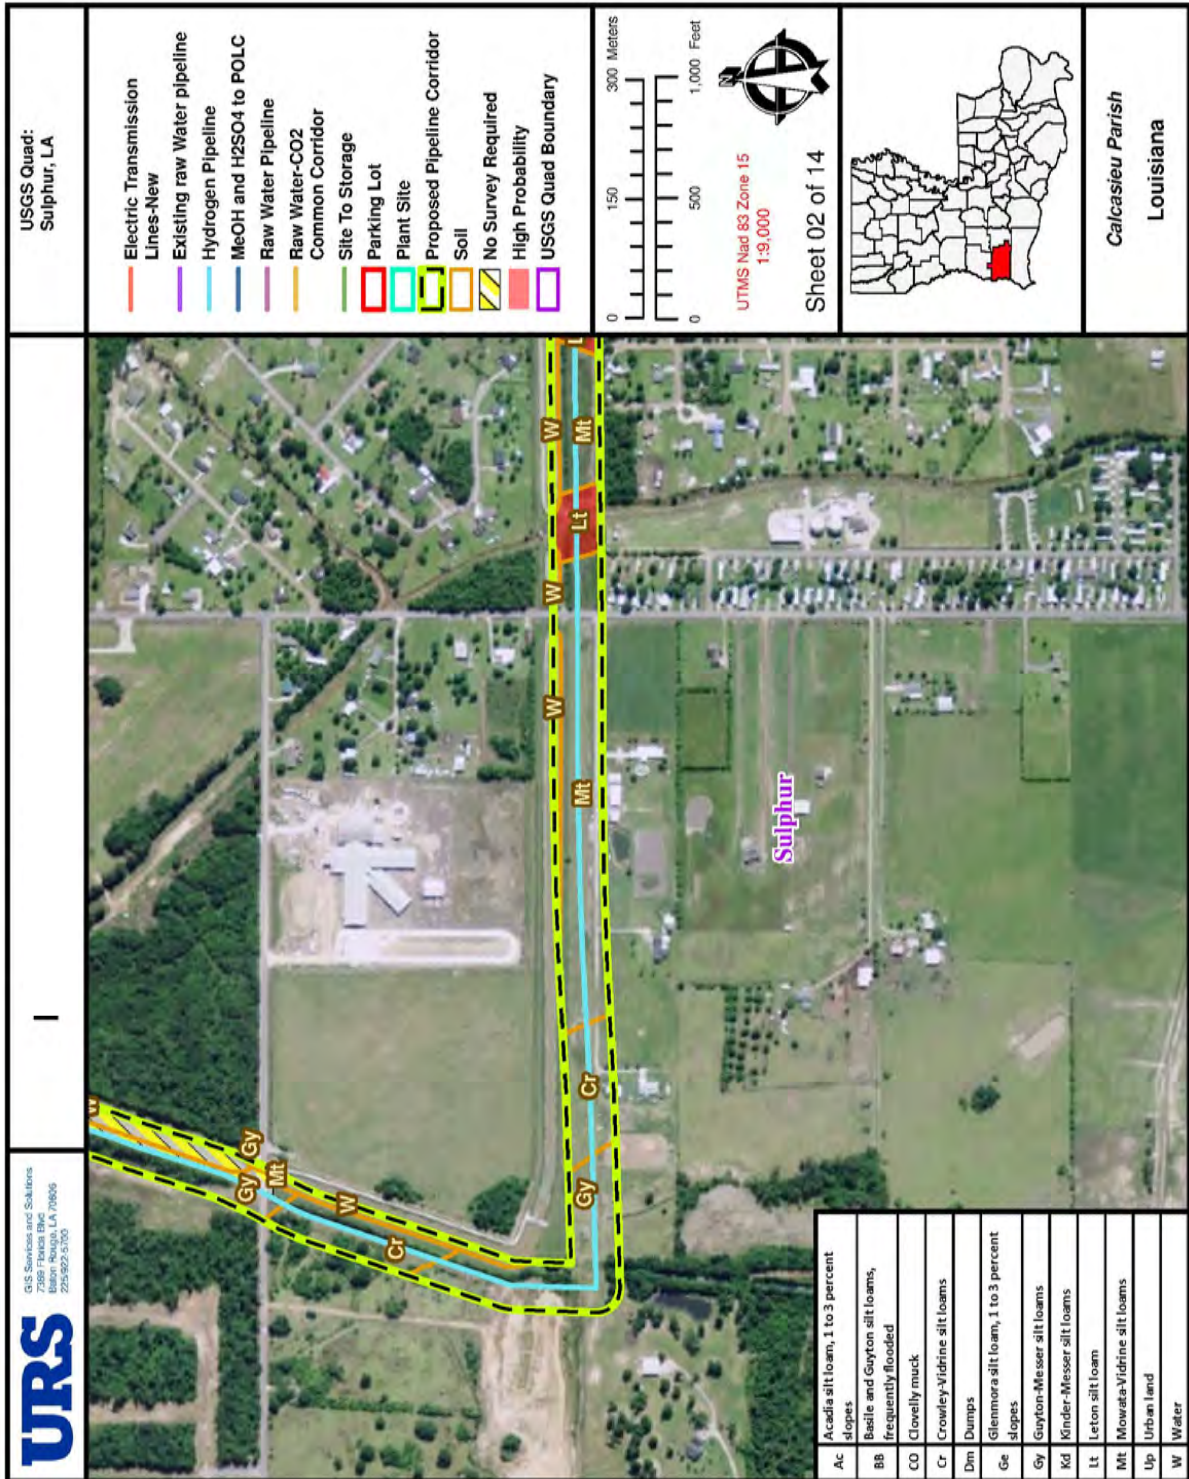 URS
GIS Services and Solutions
7389 Florida Blvd
Baton Rouge, LA 70806
225/922-5700
USGS Quad:
Sulphur, LA
Electric Transmission
Lines-New
Existing raw Water pipeline
Hydrogen Pipeline
MeOH and H2SO4 to POLC
Raw Water Pipeline
Raw Water-CO2
Common Corridor
Site To Storage
Parking Lot
Plant Site
Proposed Pipeline Corridor
Soil
No Survey Required
High Probability
USGS Quad Boundary
0 150 300 Meters
0 500 1,000 Feet
N
UTMS Nad 83 Zone 15
1:9,000
Sheet 02 of 14
Calcasieu Parish
Louisiana
W
Gy
Gy
Mt
W
Cr
Gy
Cr
Mt
W
W
Lt
W
Mt
L
Sulphur
Ac Acadia silt loam, 1 to 3 percent
slopes
BB Basile and Guyton silt loams,
frequently flooded
CO Clovelly muck
Cr Crowley-Vidrine silt loams
Dm Dumps
Ge Glenmora silt loam, 1 to 3 percent
slopes
Gy Guyton-Messer silt loams
Kd Kinder-Messer silt loams
Lt Leton silt loam
Mt Mowata-Vidrine silt loams
Up Urban land
W Water